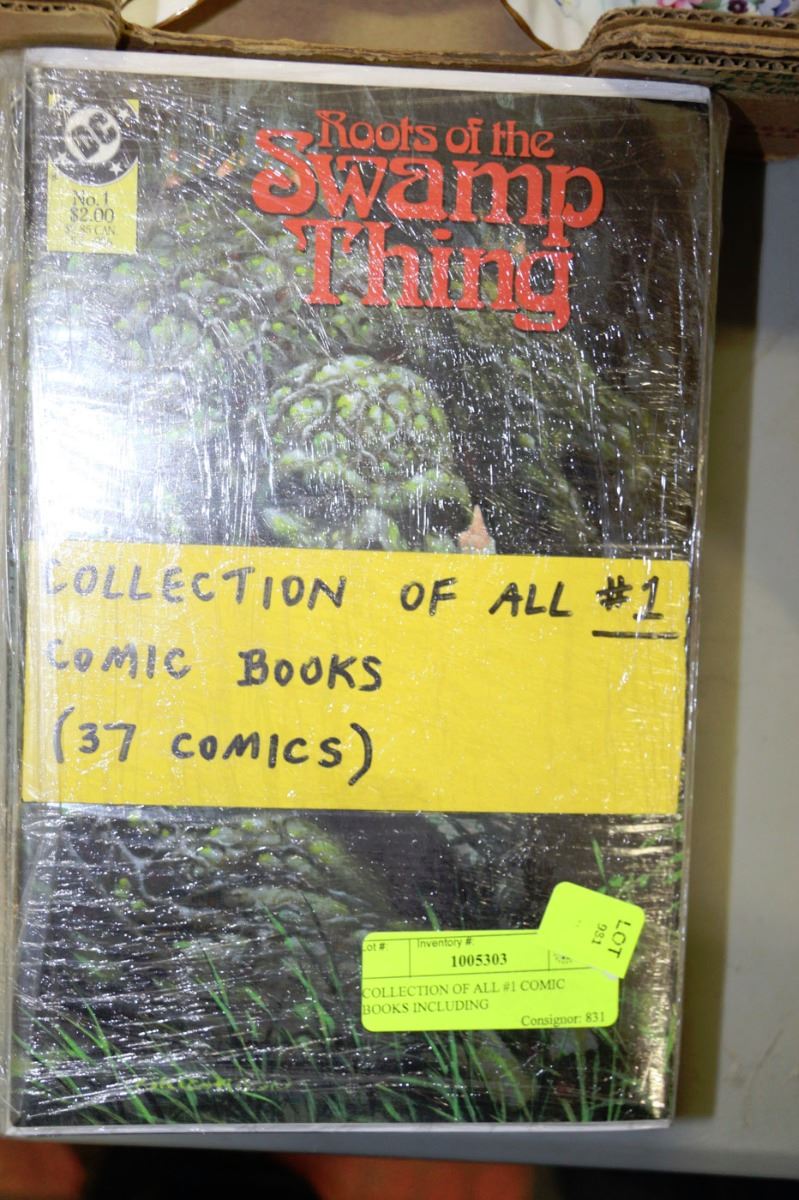 DC
No. 1
$2.00
Roots of the
Swamp
Thing
COLLECTION OF ALL #1
COMIC BOOKS
(37 COMICS)
Lot #:
Inventory #:
1005303
LOT
931
COLLECTION OF ALL #1 COMIC
BOOKS INCLUDING
Consignor: 831